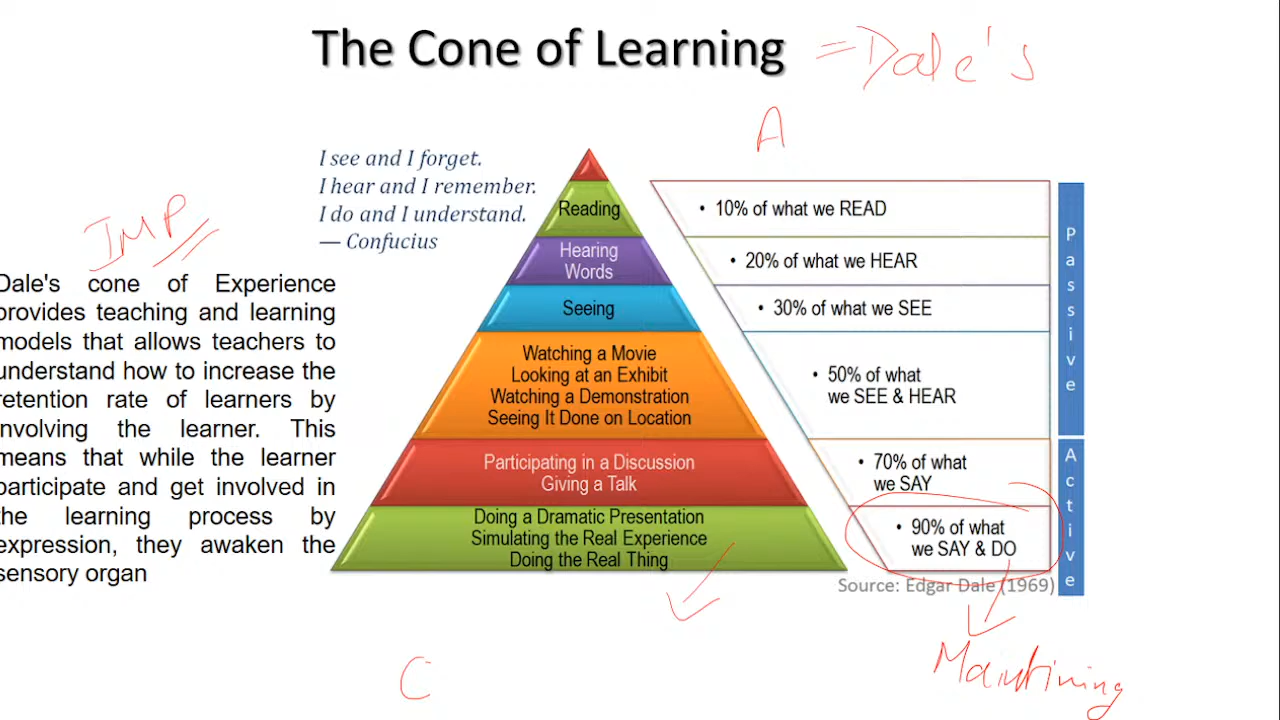 The Cone of Learning = Dale's
A
I see and I forget.
I hear and I remember.
I do and I understand.
— Confucius
IMP
Dale's cone of Experience
provides teaching and learning
models that allows teachers to
understand how to increase the
retention rate of learners by
involving the learner. This
means that while the learner
participate and get involved in
the learning process by
expression, they awaken the
sensory organ
Reading
Hearing
Words
Seeing
Watching a Movie
Looking at an Exhibit
Watching a Demonstration
Seeing It Done on Location
Participating in a Discussion
Giving a Talk
Doing a Dramatic Presentation
Simulating the Real Experience
Doing the Real Thing
• 10% of what we READ
• 20% of what we HEAR
• 30% of what we SEE
• 50% of what
we SEE & HEAR
• 70% of what
we SAY
• 90% of what
we SAY & DO
Passive
Active
Source: Edgar Dale (1969)
C